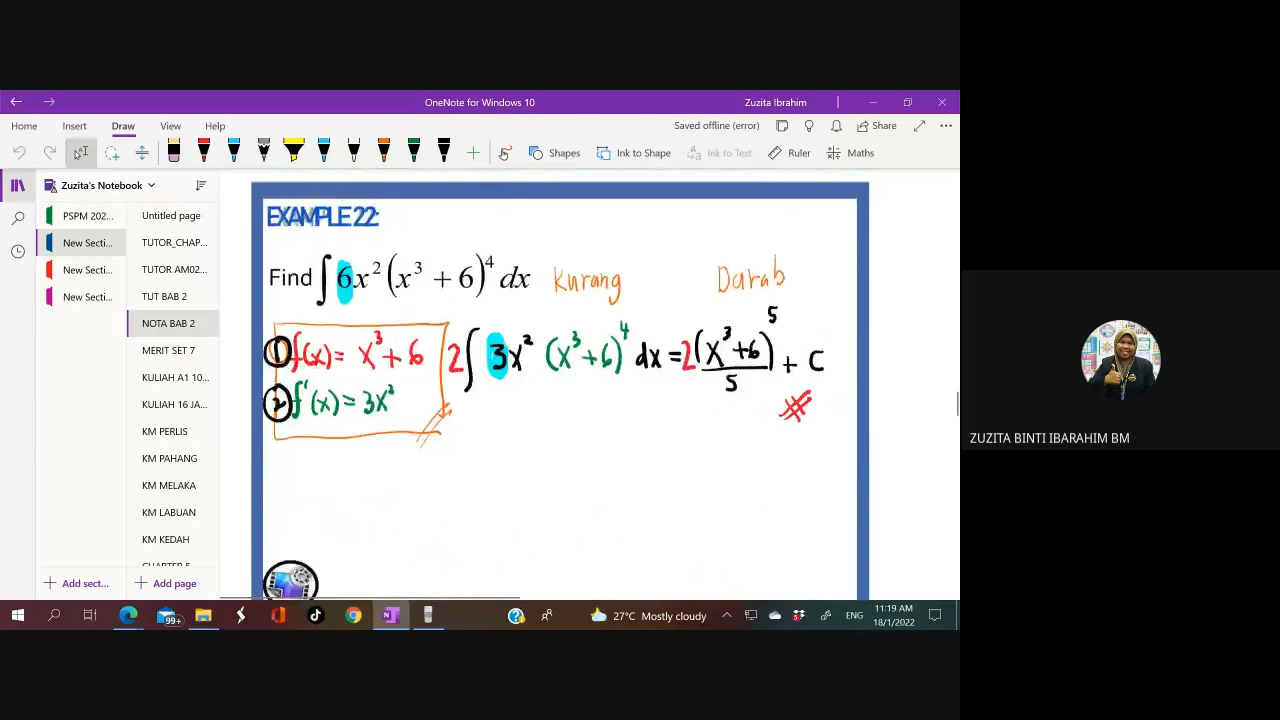 OneNote for Windows 10
Zuzita Ibrahim
Home Insert Draw View Help
Saved offline (error)
Share
Shapes
Ink to Shape
Ink to Text
Ruler
Maths
Zuzita's Notebook
PSPM 202...
New Secti...
New Secti...
New Secti...
Add sect...
Untitled page
TUTOR_CHAP...
TUTOR AM02...
TUT BAB 2
NOTA BAB 2
MERIT SET 7
KULIAH A1 10...
KULIAH 16 JA...
KM PERLIS
KM PAHANG
KM MELAKA
KM LABUAN
KM KEDAH
CHAPTER 5
Add page
EXAMPLE 22:
Find ∫ 6x² (x³ + 6)⁴ dx
Kurang
Darab
① f(x) = x³ + 6
② f'(x) = 3x²
2 ∫ 3x² (x³ + 6)⁴ dx = 2 (x³ + 6)⁵ / 5 + C
99+
27°C Mostly cloudy
ENG
11:19 AM
18/1/2022
ZUZITA BINTI IBARAHIM BM